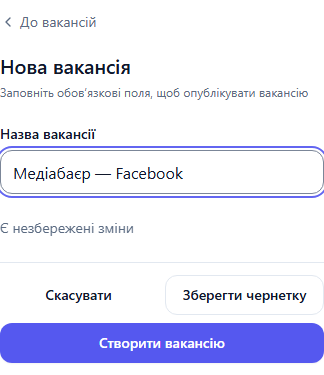 До вакансій
Нова вакансія
Заповніть обов'язкові поля, щоб опублікувати вакансію
Назва вакансії
Медіабаєр — Facebook
Є незбережені зміни
Скасувати
Зберегти чернетку
Створити вакансію